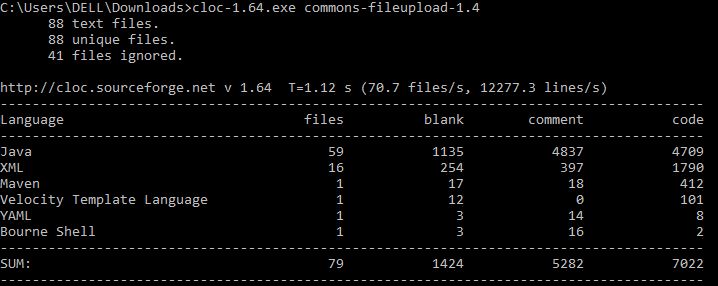 C:\Users\DELL\Downloads>cloc-1.64.exe commons-fileupload-1.4
      88 text files.
      88 unique files.
      41 files ignored.

http://cloc.sourceforge.net v 1.64  T=1.12 s (70.7 files/s, 12277.3 lines/s)
-------------------------------------------------------------------------------
Language                     files          blank        comment           code
-------------------------------------------------------------------------------
Java                            59           1135           4837           4709
XML                             16            254            397           1790
Maven                            1             17             18            412
Velocity Template Language       1             12              0            101
YAML                             1              3             14              8
Bourne Shell                     1              3             16              2
-------------------------------------------------------------------------------
SUM:                            79           1424           5282           7022
-------------------------------------------------------------------------------